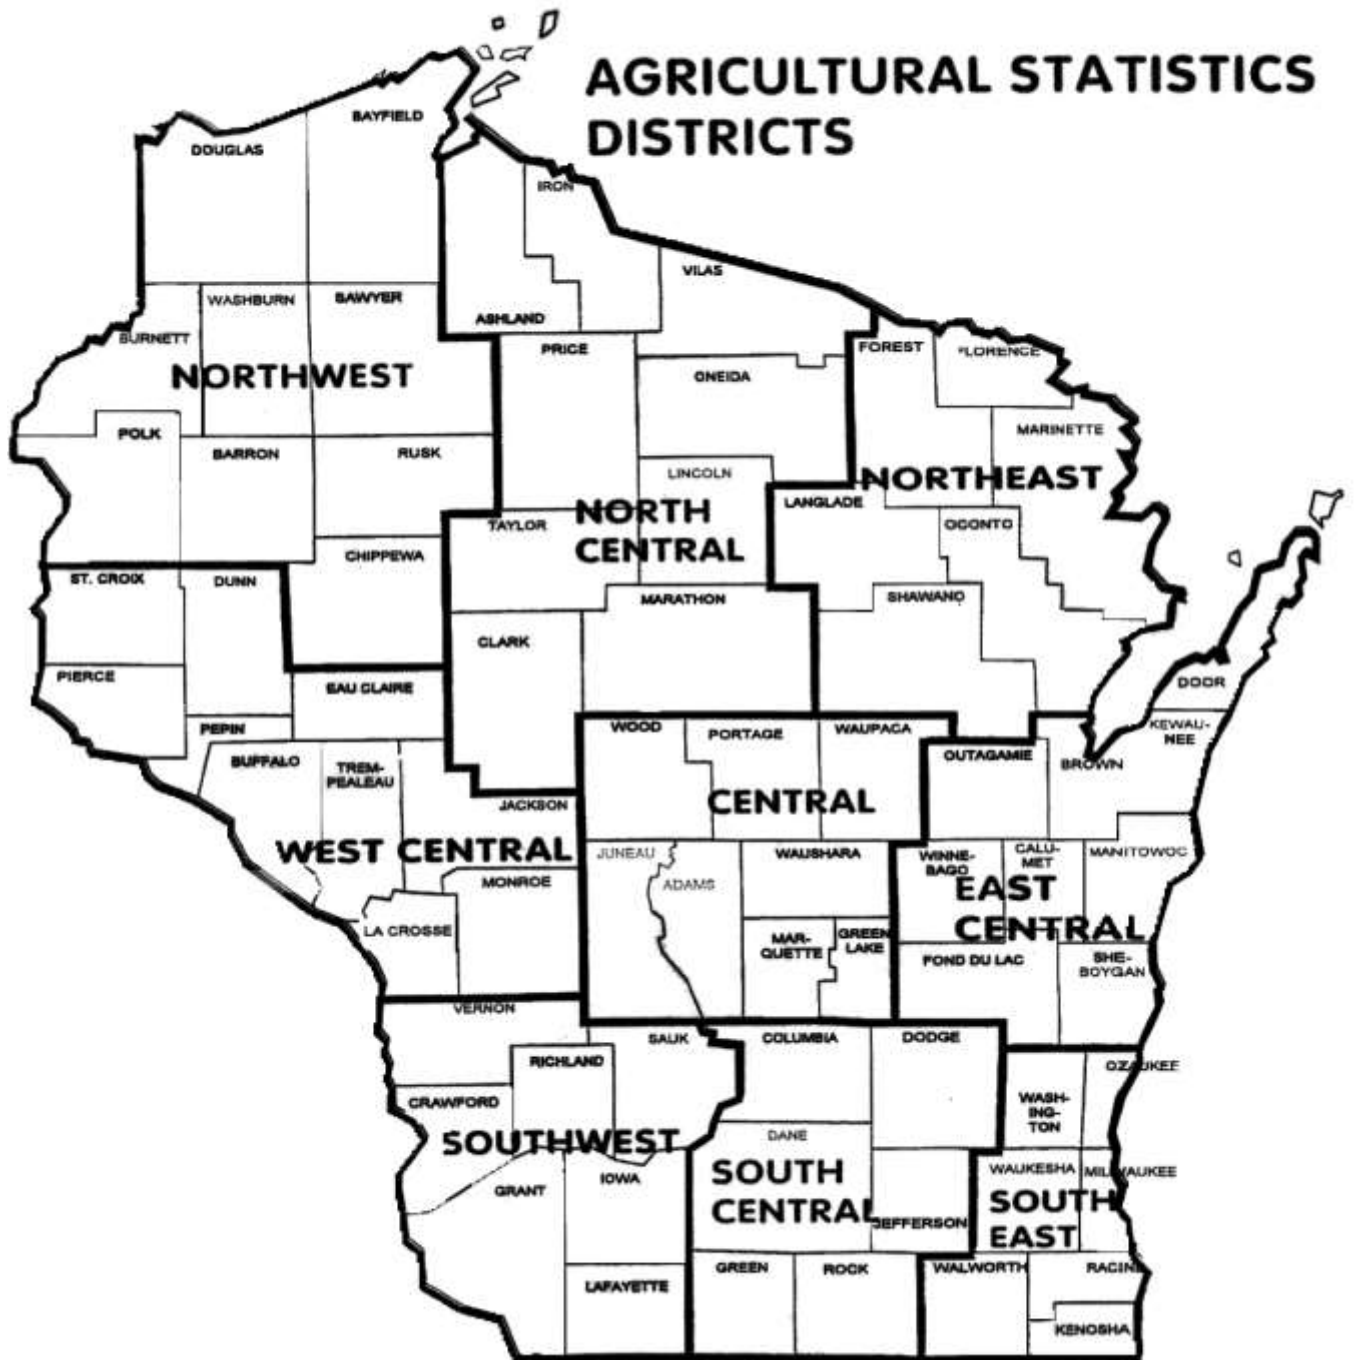 AGRICULTURAL STATISTICS
DISTRICTS
BAYFIELD
DOUGLAS
IRON
VILAS
WASHBURN
SAWYER
ASHLAND
BURNETT
PRICE
FOREST
FLORENCE
NORTHWEST
ONEIDA
POLK
MARINETTE
BARRON
RUSK
LINCOLN
NORTHEAST
LANGLADE
NORTH
CENTRAL
TAYLOR
OCONTO
CHIPPEWA
ST. CROIX
DUNN
MARATHON
SHAWANO
CLARK
PIERCE
EAU CLAIRE
DOOR
PEPIN
WOOD
PORTAGE
WAUPACA
KEWAU-
NEE
BUFFALO
TREM-
PEALEAU
OUTAGAMIE
BROWN
JACKSON
CENTRAL
WEST CENTRAL
JUNEAU
WAUSHARA
WINNE-
BAGO
CALU-
MET
MANITOWOC
MONROE
ADAMS
EAST
CENTRAL
LA CROSSE
MAR-
QUETTE
GREEN
LAKE
FOND DU LAC
SHE-
BOYGAN
VERNON
SAUK
COLUMBIA
DODGE
RICHLAND
OZAUKEE
CRAWFORD
WASH-
ING-
TON
SOUTHWEST
DANE
SOUTH
CENTRAL
WAUKESHA
MILWAUKEE
GRANT
IOWA
SOUTH
EAST
JEFFERSON
LAFAYETTE
GREEN
ROCK
WALWORTH
RACINE
KENOSHA